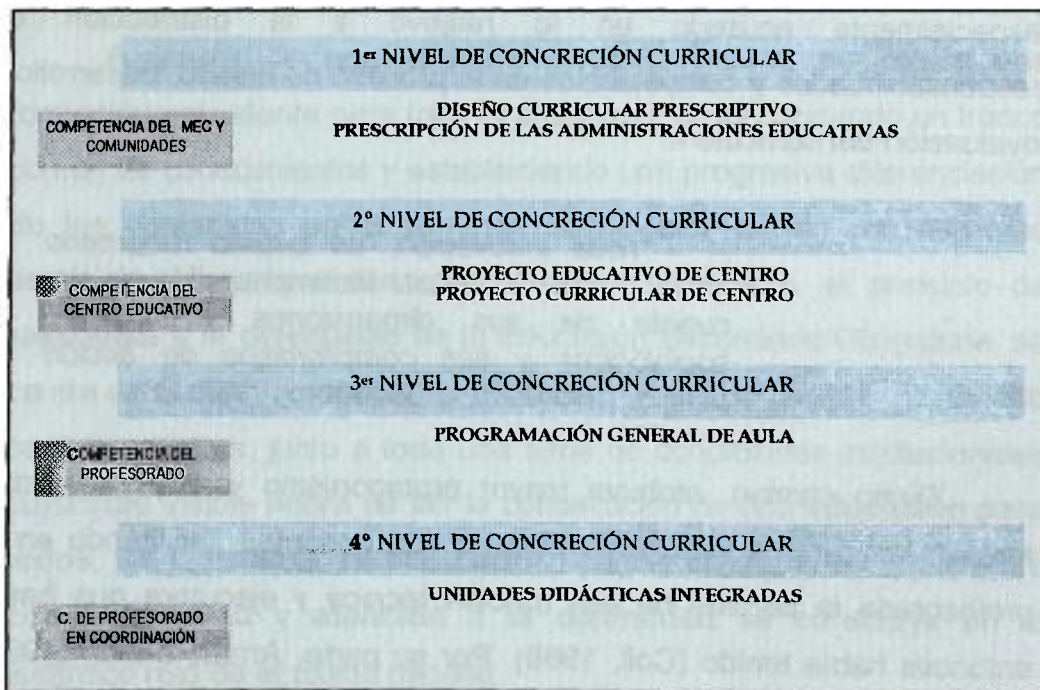 1er NIVEL DE CONCRECIÓN CURRICULAR
DISEÑO CURRICULAR PRESCRIPTIVO
PRESCRIPCIÓN DE LAS ADMINISTRACIONES EDUCATIVAS
COMPETENCIA DEL MEC Y
COMUNIDADES
2º NIVEL DE CONCRECIÓN CURRICULAR
PROYECTO EDUCATIVO DE CENTRO
PROYECTO CURRICULAR DE CENTRO
COMPETENCIA DEL
CENTRO EDUCATIVO
3er NIVEL DE CONCRECIÓN CURRICULAR
PROGRAMACIÓN GENERAL DE AULA
COMPETENCIA DEL
PROFESORADO
4º NIVEL DE CONCRECIÓN CURRICULAR
UNIDADES DIDÁCTICAS INTEGRADAS
C. DE PROFESORADO
EN COORDINACIÓN